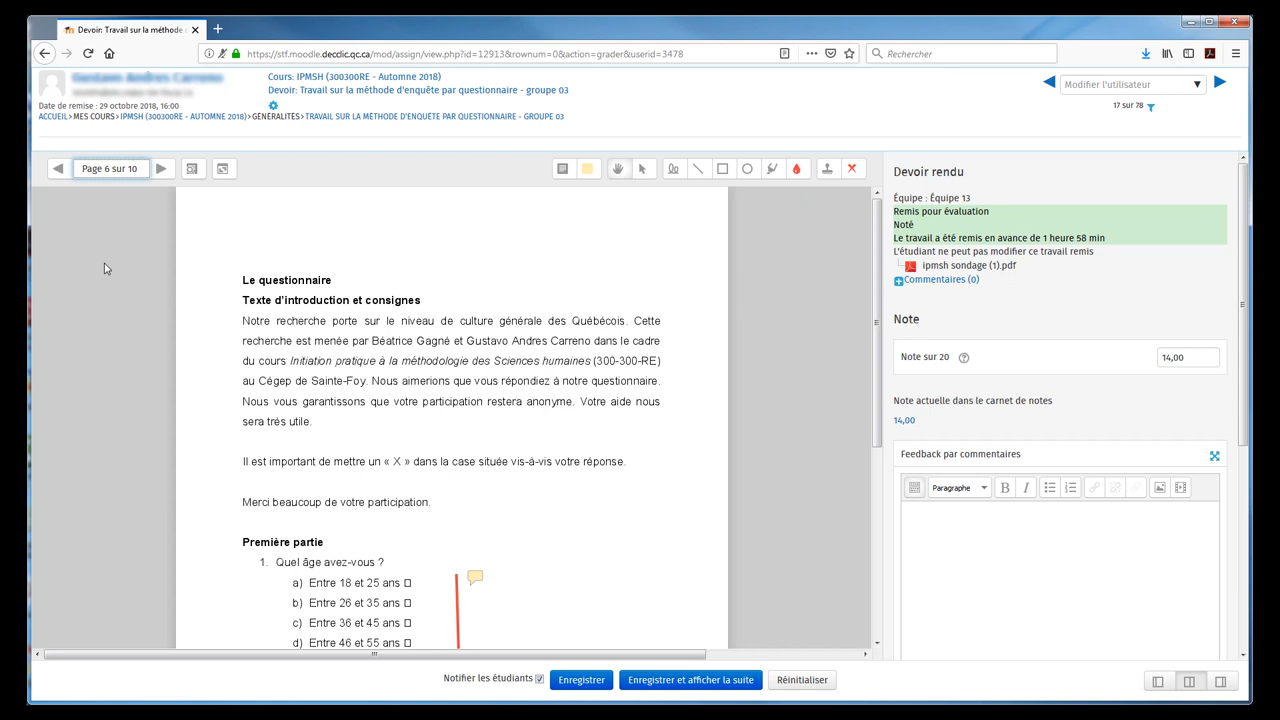 Devoir: Travail sur la méthode
https://stf.moodle.decclic.qc.ca/mod/assign/view.php?id=12913&rownum=0&action=grader&userid=3478
Rechercher
Gustavo Andres Carreno
Cours: IPMSH (300300RE - Automne 2018)
Devoir: Travail sur la méthode d'enquête par questionnaire - groupe 03
Modifier l'utilisateur
Date de remise : 29 octobre 2018, 16:00
17 sur 78
ACCUEIL > MES COURS > IPMSH (300300RE - AUTOMNE 2018) > GÉNÉRALITÉS > TRAVAIL SUR LA MÉTHODE D'ENQUÊTE PAR QUESTIONNAIRE - GROUPE 03
Page 6 sur 10
Le questionnaire
Texte d'introduction et consignes
Notre recherche porte sur le niveau de culture générale des Québécois. Cette
recherche est menée par Béatrice Gagné et Gustavo Andres Carreno dans le cadre
du cours Initiation pratique à la méthodologie des Sciences humaines (300-300-RE)
au Cégep de Sainte-Foy. Nous aimerions que vous répondiez à notre questionnaire.
Nous vous garantissons que votre participation restera anonyme. Votre aide nous
sera très utile.
Il est important de mettre un « X » dans la case située vis-à-vis votre réponse.
Merci beaucoup de votre participation.
Première partie
1. Quel âge avez-vous ?
a) Entre 18 et 25 ans □
b) Entre 26 et 35 ans □
c) Entre 36 et 45 ans □
d) Entre 46 et 55 ans □
Devoir rendu
Équipe : Équipe 13
Remis pour évaluation
Noté
Le travail a été remis en avance de 1 heure 58 min
L'étudiant ne peut pas modifier ce travail remis
ipmsh sondage (1).pdf
Commentaires (0)
Note
Note sur 20
14,00
Note actuelle dans le carnet de notes
14,00
Feedback par commentaires
Paragraphe
B I
Notifier les étudiants
Enregistrer
Enregistrer et afficher la suite
Réinitialiser